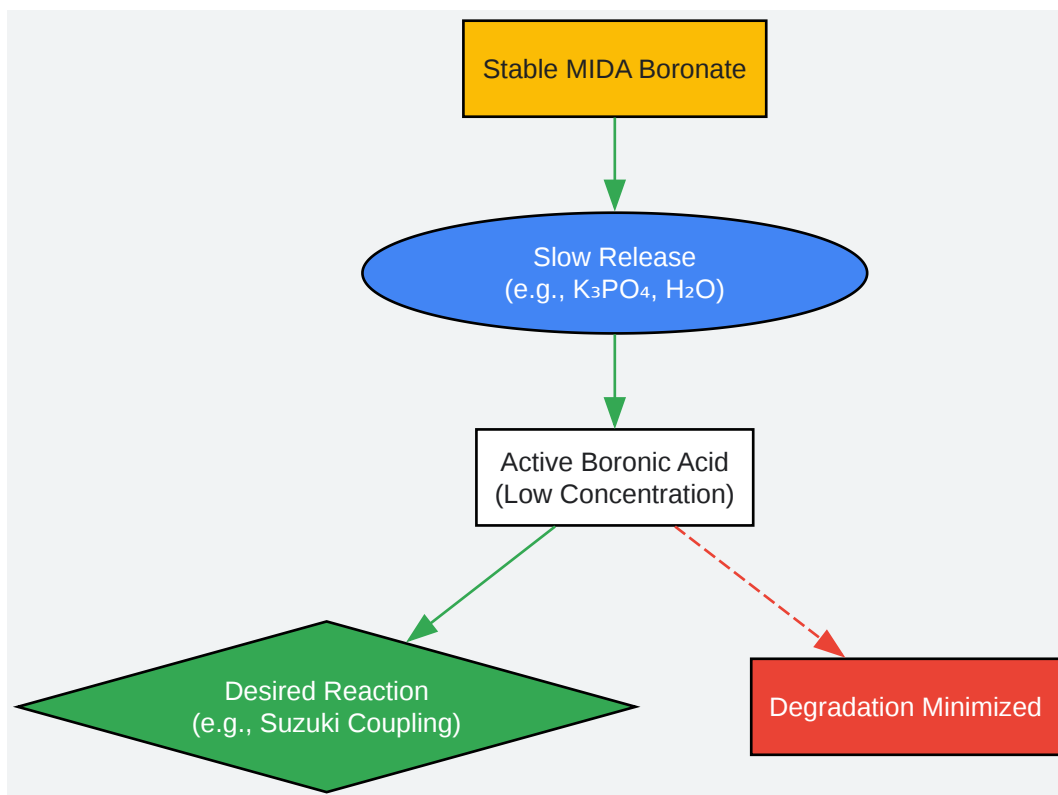 Stable MIDA Boronate
Slow Release
(e.g., K₃PO₄, H₂O)
Active Boronic Acid
(Low Concentration)
Desired Reaction
(e.g., Suzuki Coupling)
Degradation Minimized